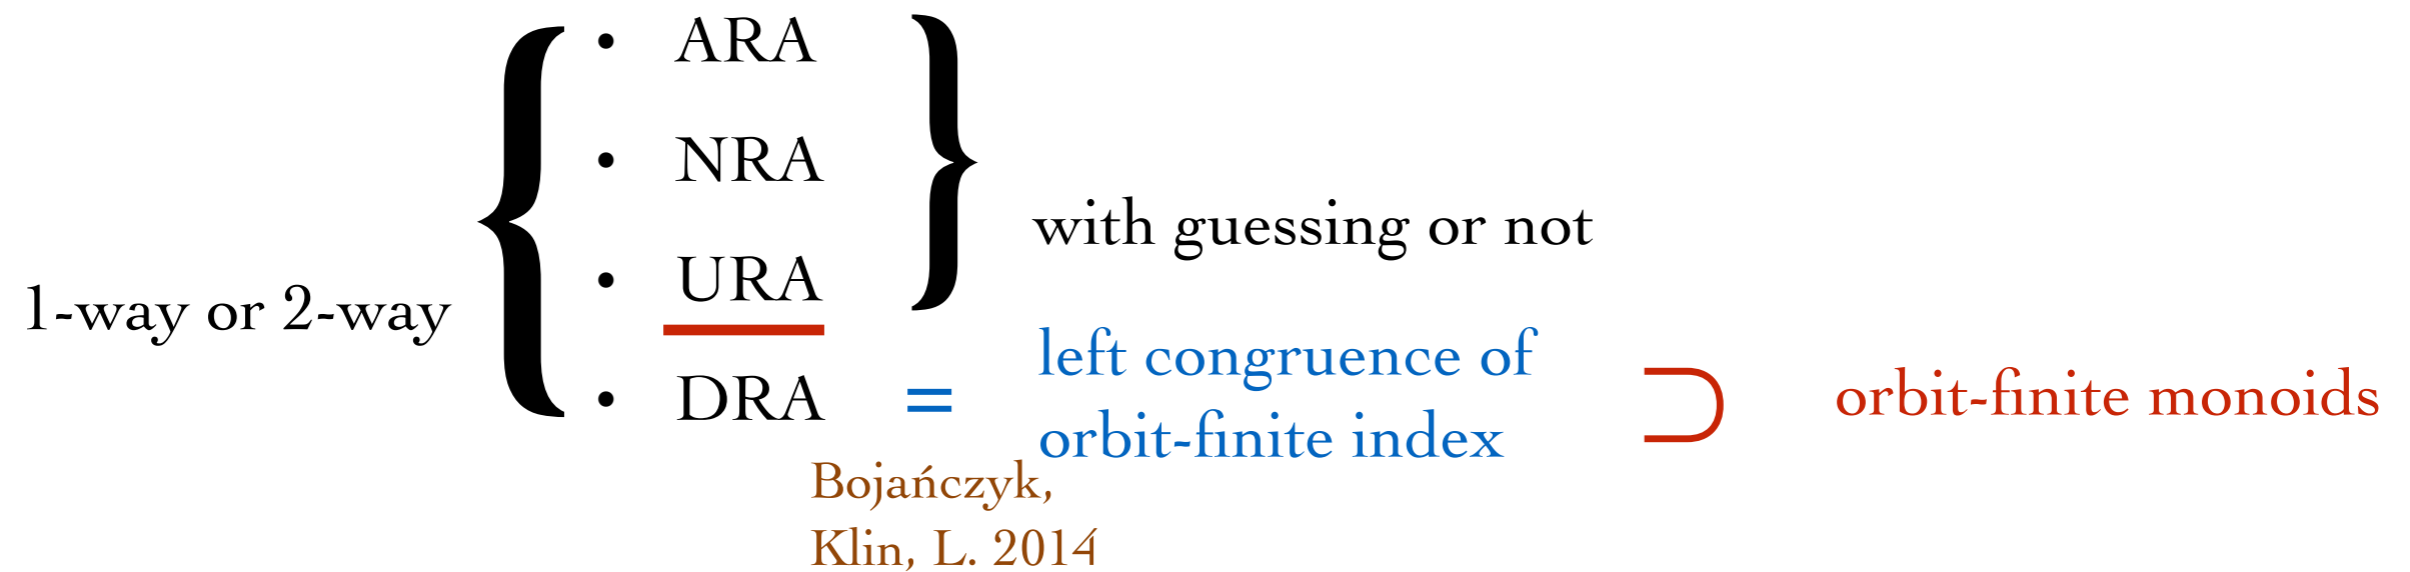 • ARA
• NRA
with guessing or not
• URA
1-way or 2-way
left congruence of
• DRA = ⊃ orbit-finite monoids
orbit-finite index
Bojańczyk,
Klin, L. 2014